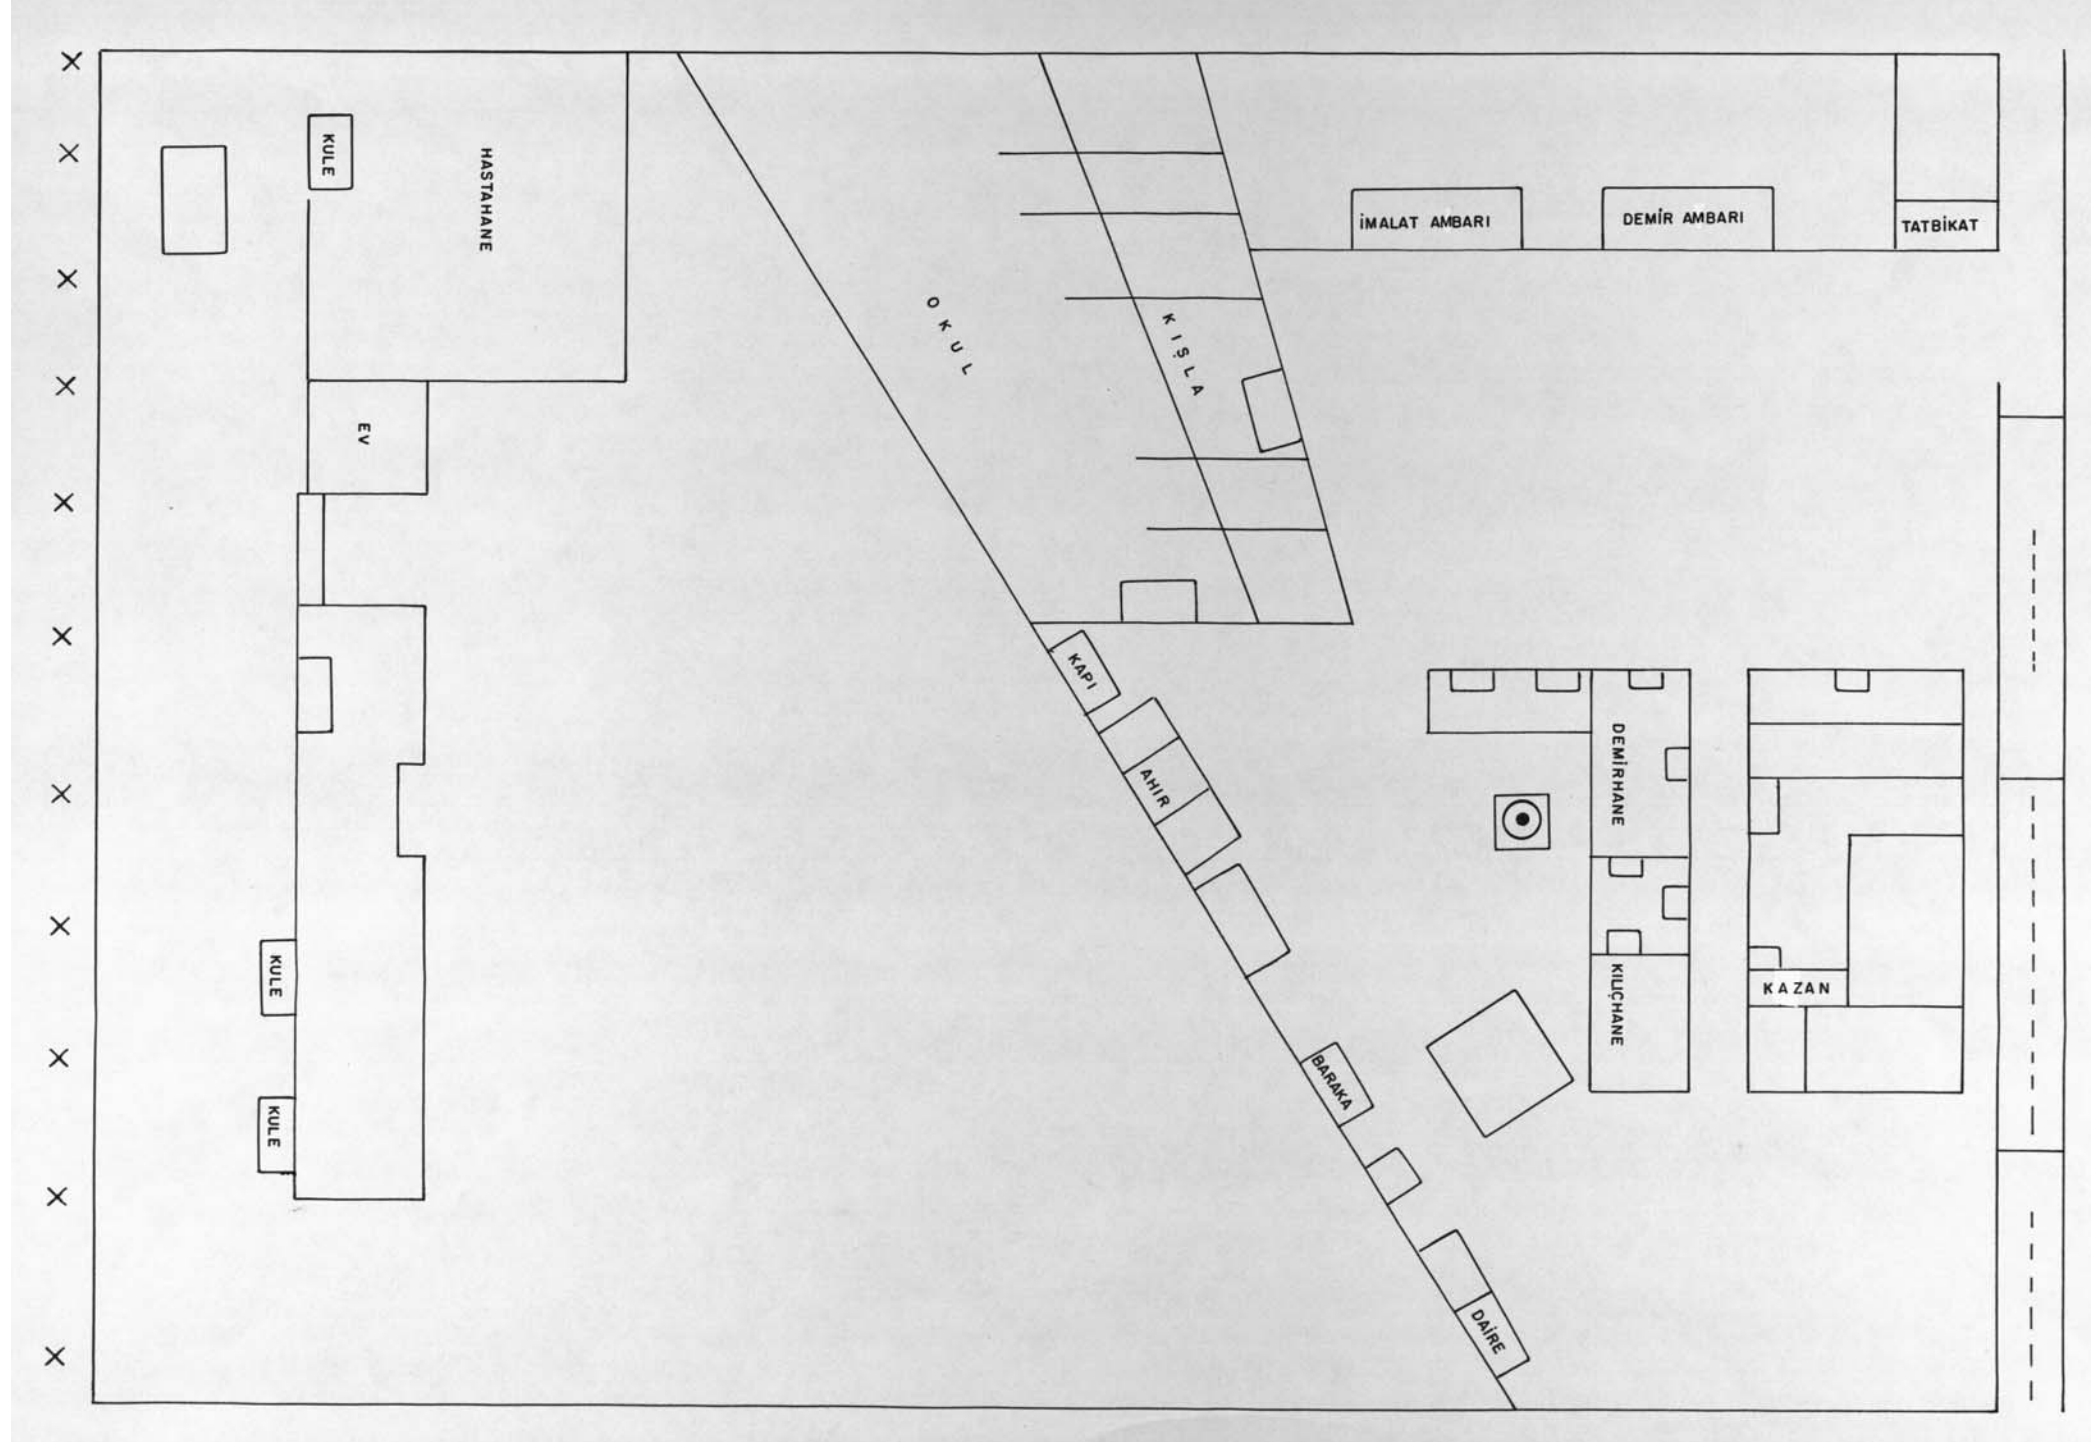 KULE
HASTAHANE
OKUL
KIŞLA
İMALAT AMBARI
DEMİR AMBARI
TATBİKAT
EV
KAPI
AHIR
DEMİRHANE
KULE
KULE
KAZAN
KILIÇHANE
BARAKA
DAİRE